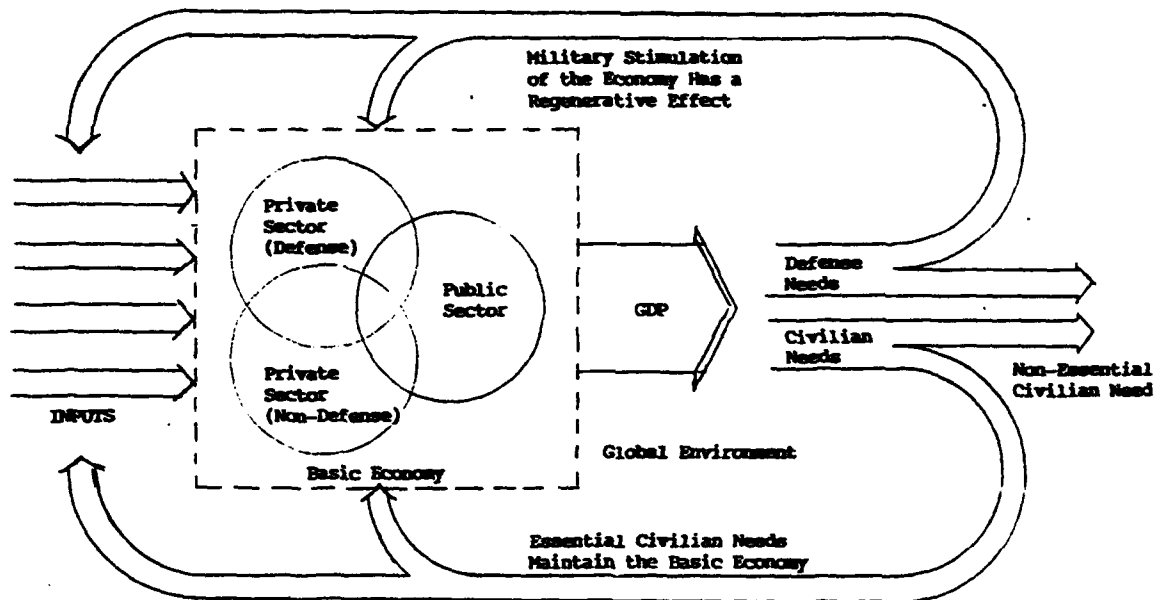 Military Stimulation
of the Economy Has a
Regenerative Effect
Private
Sector
(Defense)
Public
Sector
Private
Sector
(Non-Defense)
Basic Economy
INPUTS
GDP
Defense
Needs
Civilian
Needs
Non-Essential
Civilian Need
Global Environment
Essential Civilian Needs
Maintain the Basic Economy